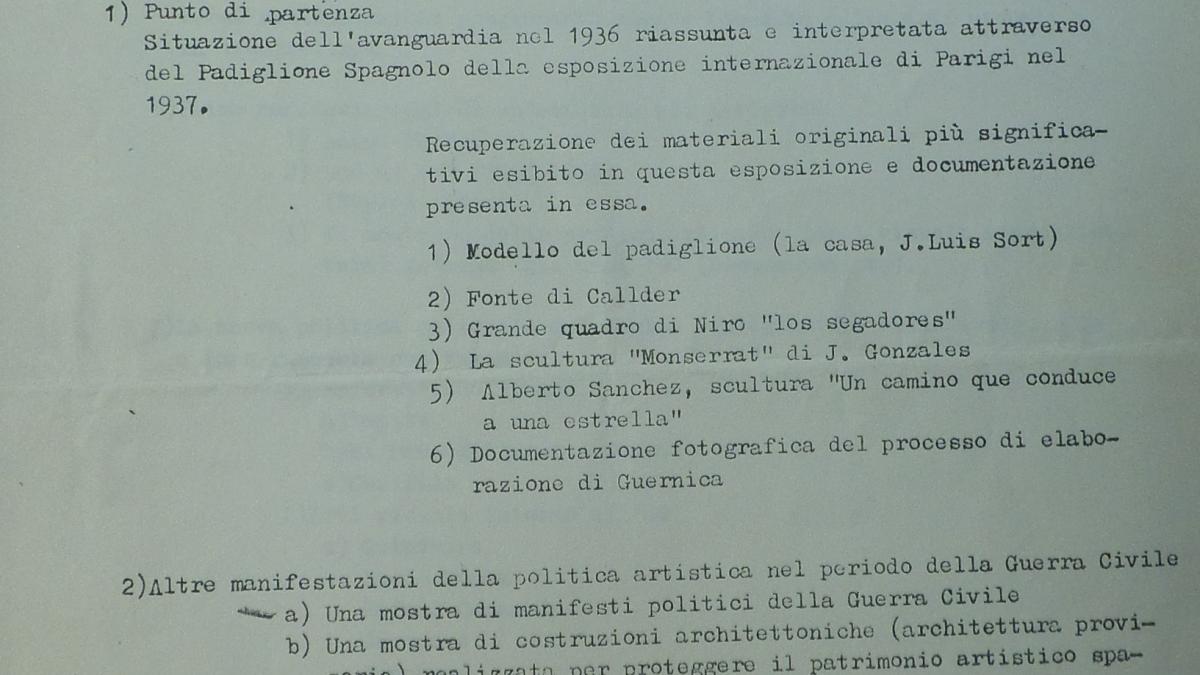 1) Punto di partenza
Situazione dell'avanguardia nel 1936 riassunta e interpretata attraverso
del Padiglione Spagnolo della esposizione internazionale di Parigi nel
1937.
Recuperazione dei materiali originali più significa-
tivi esibito in questa esposizione e documentazione
presenta in essa.
1) Modello del padiglione (la casa, J.Luis Sort)
2) Fonte di Callder
3) Grande quadro di Niro "los segadores"
4) La scultura "Monserrat" di J. Gonzales
5) Alberto Sanchez, scultura "Un camino que conduce
a una estrella"
6) Documentazione fotografica del processo di elabo-
razione di Guernica
2)Altre manifestazioni della politica artistica nel periodo della Guerra Civile
a) Una mostra di manifesti politici della Guerra Civile
b) Una mostra di costruzioni architettoniche (architettura provi-
per proteggere il patrimonio artistico spa-